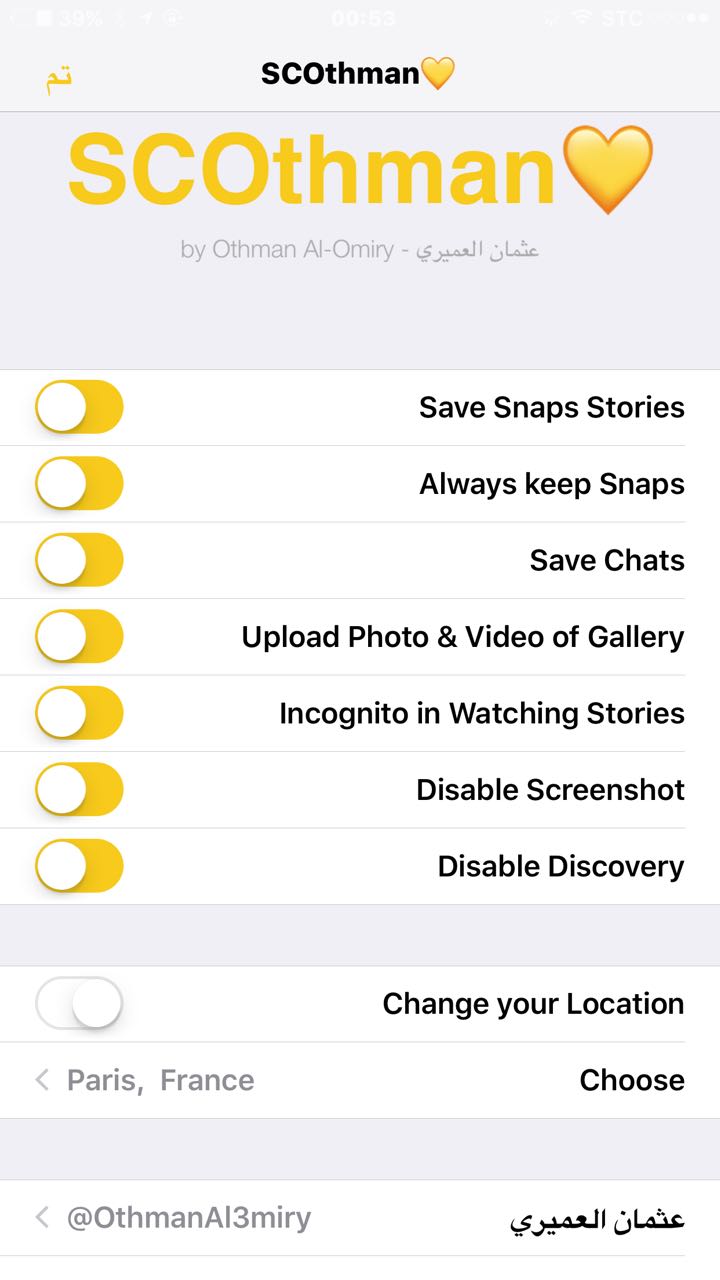 39% 00:53 STC
تم SCOthman💛
SCOthman💛
by Othman Al-Omiry - عثمان العميري
Save Snaps Stories
Always keep Snaps
Save Chats
Upload Photo & Video of Gallery
Incognito in Watching Stories
Disable Screenshot
Disable Discovery
Change your Location
Choose Paris, France
عثمان العميري @OthmanAl3miry